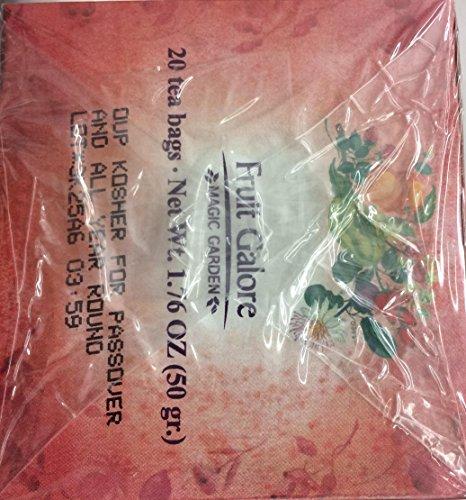 Fruit Galore
MAGIC GARDEN
20 tea bags · Net Wt. 1.76 OZ (50 gr.)
OUP KOSHER FOR PASSOVER
AND ALL YEAR ROUND
03:59